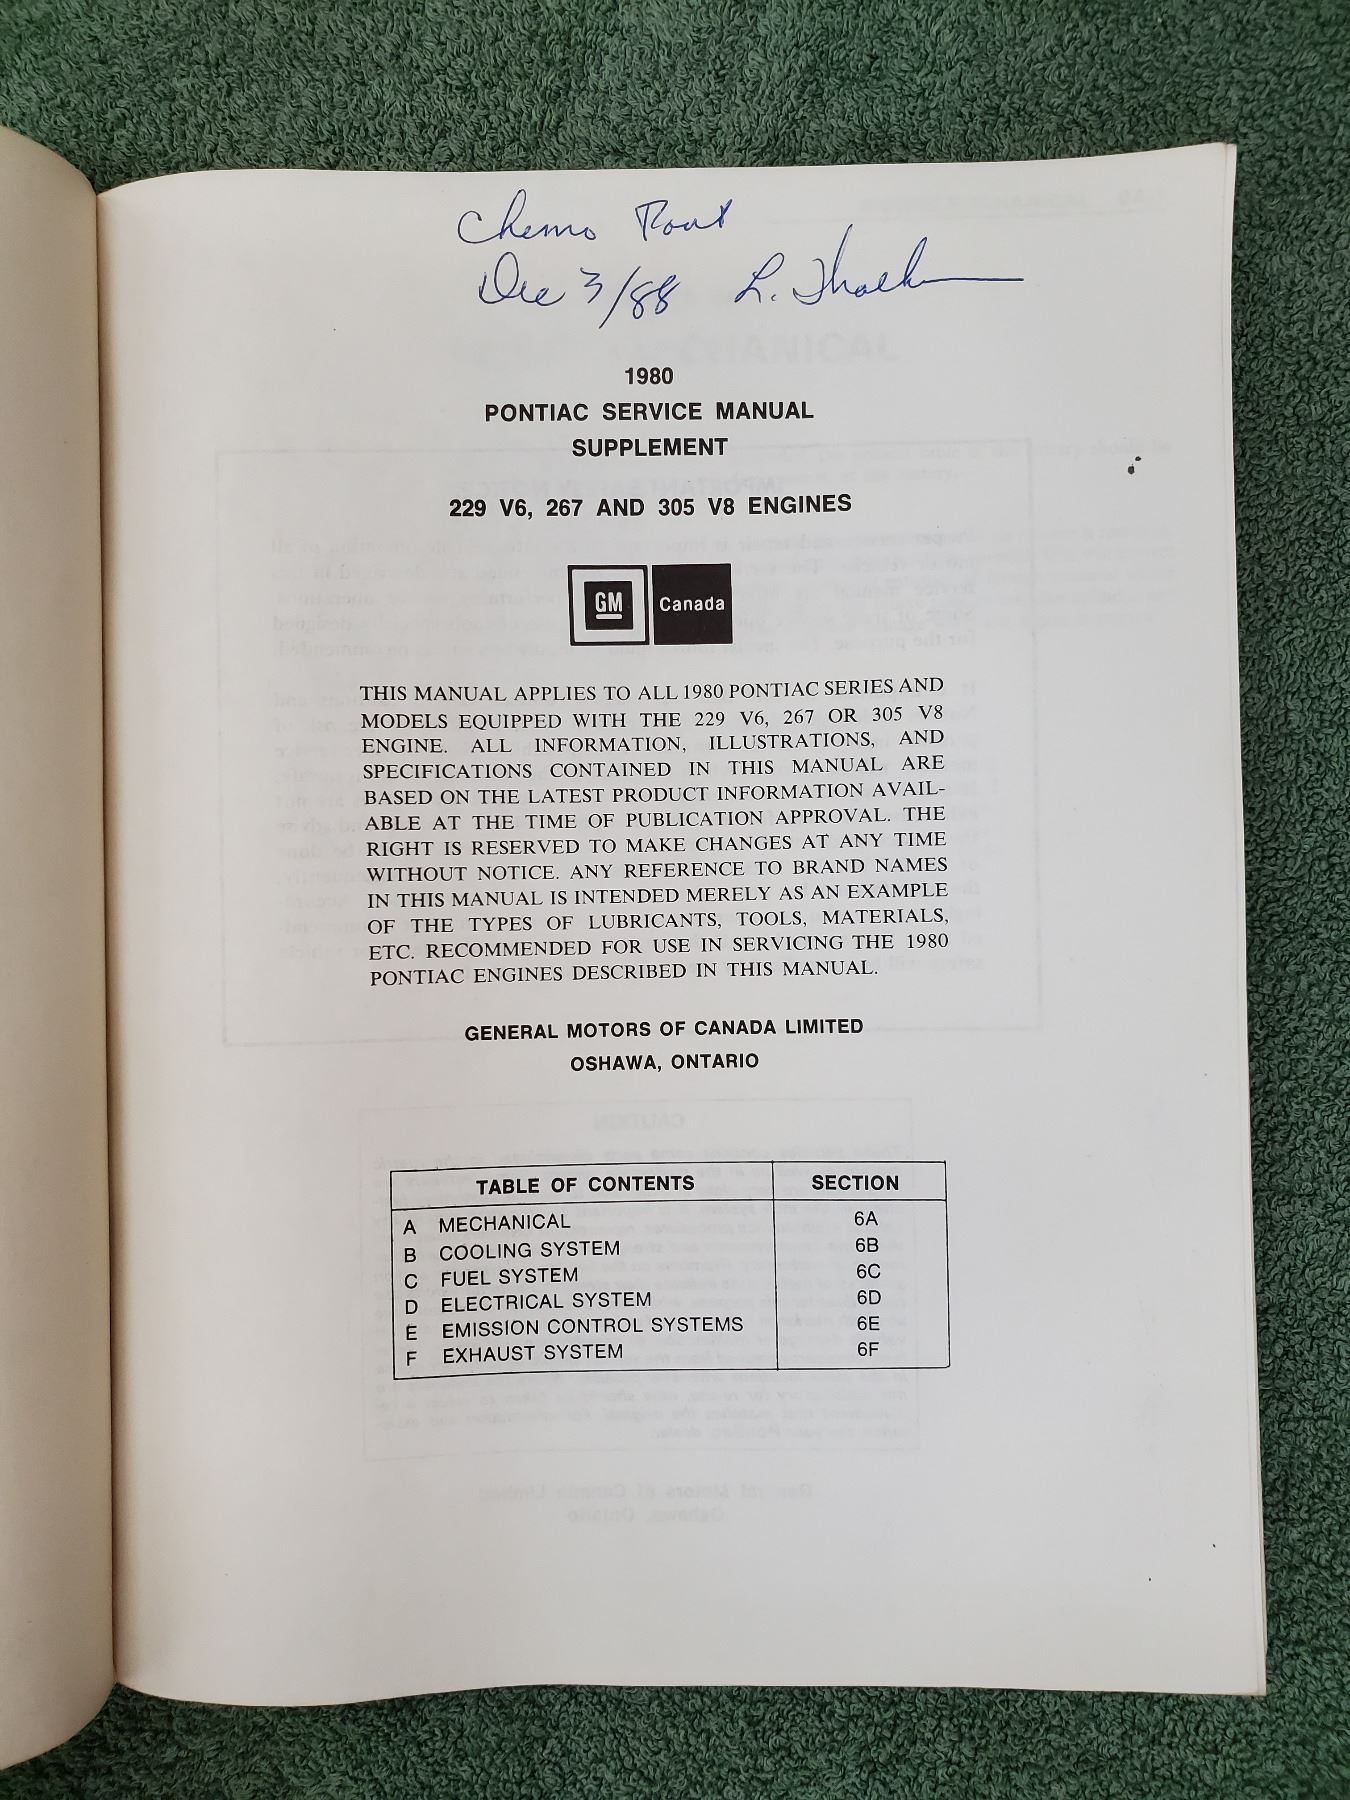 Chemo
Dec 3/88 L.
1980
PONTIAC SERVICE MANUAL
SUPPLEMENT
229 V6, 267 AND 305 V8 ENGINES
GM Canada
THIS MANUAL APPLIES TO ALL 1980 PONTIAC SERIES AND
MODELS EQUIPPED WITH THE 229 V6, 267 OR 305 V8
ENGINE. ALL INFORMATION, ILLUSTRATIONS, AND
SPECIFICATIONS CONTAINED IN THIS MANUAL ARE
BASED ON THE LATEST PRODUCT INFORMATION AVAIL-
ABLE AT THE TIME OF PUBLICATION APPROVAL. THE
RIGHT IS RESERVED TO MAKE CHANGES AT ANY TIME
WITHOUT NOTICE. ANY REFERENCE TO BRAND NAMES
IN THIS MANUAL IS INTENDED MERELY AS AN EXAMPLE
OF THE TYPES OF LUBRICANTS, TOOLS, MATERIALS,
ETC. RECOMMENDED FOR USE IN SERVICING THE 1980
PONTIAC ENGINES DESCRIBED IN THIS MANUAL.
GENERAL MOTORS OF CANADA LIMITED
OSHAWA, ONTARIO
TABLE OF CONTENTS SECTION
A MECHANICAL 6A
B COOLING SYSTEM 6B
C FUEL SYSTEM 6C
D ELECTRICAL SYSTEM 6D
E EMISSION CONTROL SYSTEMS 6E
F EXHAUST SYSTEM 6F